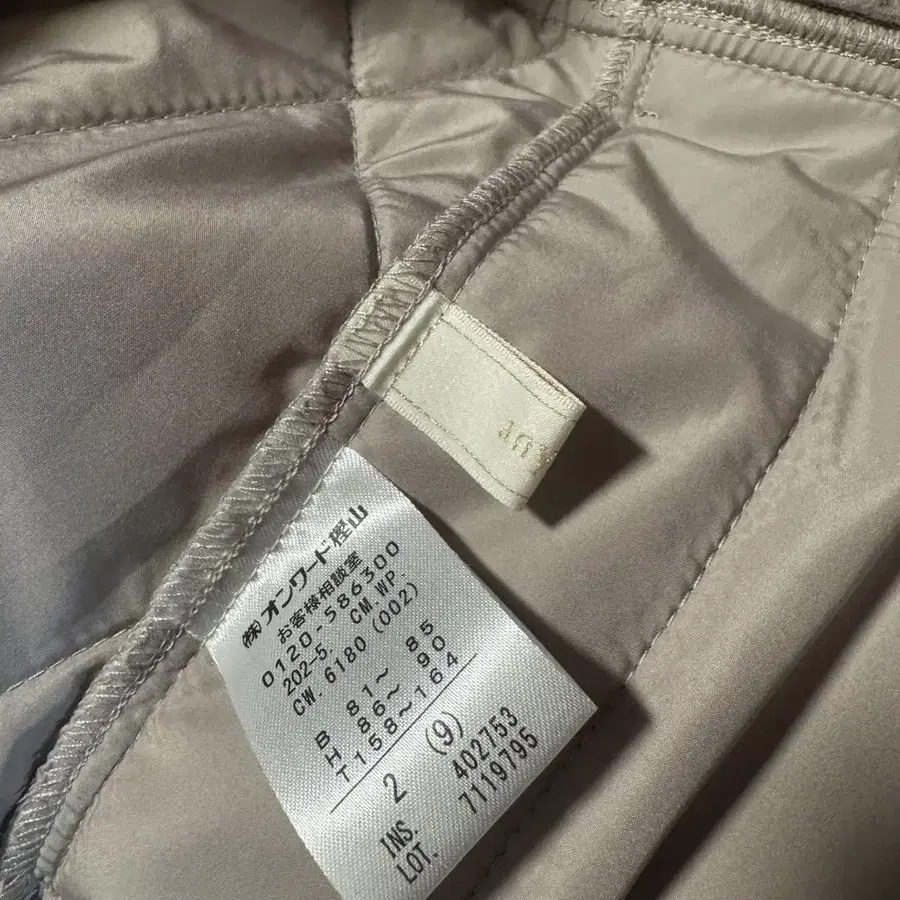 ㈱オンワード樫山
お客様相談室
0120-586300
202-5. CM.WP.
CW.6180 (002)
B 81～ 85
H 86～ 90
T158～164
2 (9)
INS. 402753
LOT. 7119795